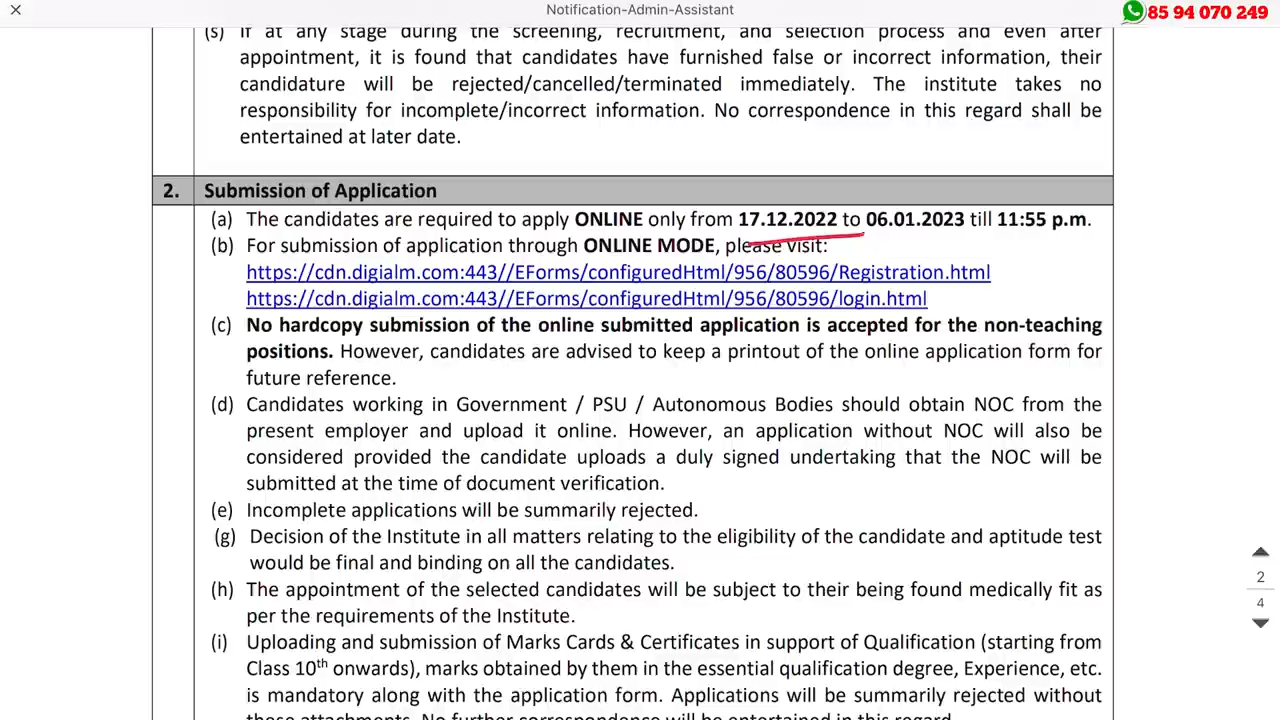 Notification-Admin-Assistant
85 94 070 249
(s) If at any stage during the screening, recruitment, and selection process and even after
appointment, it is found that candidates have furnished false or incorrect information, their
candidature will be rejected/cancelled/terminated immediately. The institute takes no
responsibility for incomplete/incorrect information. No correspondence in this regard shall be
entertained at later date.
2. Submission of Application
(a) The candidates are required to apply ONLINE only from 17.12.2022 to 06.01.2023 till 11:55 p.m.
(b) For submission of application through ONLINE MODE, please visit:
https://cdn.digialm.com:443//EForms/configuredHtml/956/80596/Registration.html
https://cdn.digialm.com:443//EForms/configuredHtml/956/80596/login.html
(c) No hardcopy submission of the online submitted application is accepted for the non-teaching
positions. However, candidates are advised to keep a printout of the online application form for
future reference.
(d) Candidates working in Government / PSU / Autonomous Bodies should obtain NOC from the
present employer and upload it online. However, an application without NOC will also be
considered provided the candidate uploads a duly signed undertaking that the NOC will be
submitted at the time of document verification.
(e) Incomplete applications will be summarily rejected.
(g) Decision of the Institute in all matters relating to the eligibility of the candidate and aptitude test
would be final and binding on all the candidates.
(h) The appointment of the selected candidates will be subject to their being found medically fit as
per the requirements of the Institute.
(i) Uploading and submission of Marks Cards & Certificates in support of Qualification (starting from
Class 10th onwards), marks obtained by them in the essential qualification degree, Experience, etc.
is mandatory along with the application form. Applications will be summarily rejected without
these attachments. No further correspondence will be entertained in this regard.
2
4